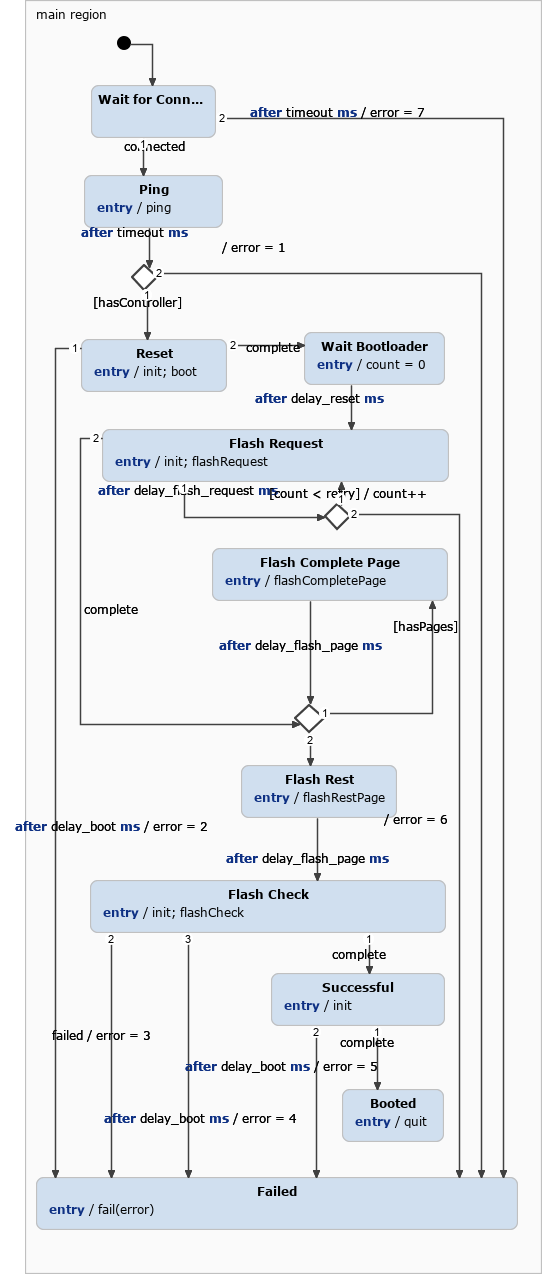 main region
Wait for Conn...
2
after timeout ms / error = 7
1
connected
Ping
entry / ping
after timeout ms
/ error = 1
2
1
[hasController]
1
Reset
entry / init; boot
2
complete
Wait Bootloader
entry / count = 0
after delay_reset ms
2
Flash Request
entry / init; flashRequest
1
after delay_flash_request ms
[count < retry] / count++
1
2
Flash Complete Page
entry / flashCompletePage
complete
[hasPages]
after delay_flash_page ms
1
2
Flash Rest
entry / flashRestPage
/ error = 6
after delay_boot ms / error = 2
after delay_flash_page ms
Flash Check
entry / init; flashCheck
2
3
1
complete
Successful
entry / init
2
1
failed / error = 3
complete
after delay_boot ms / error = 5
Booted
entry / quit
after delay_boot ms / error = 4
Failed
entry / fail(error)